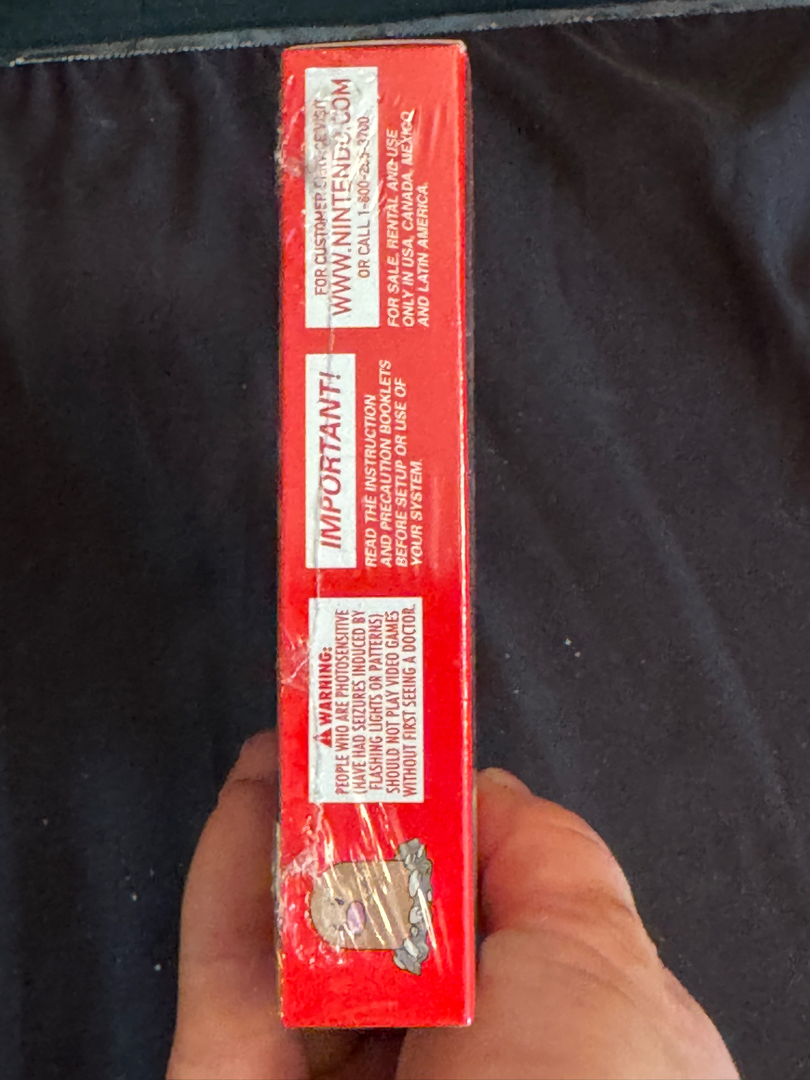 FOR CUSTOMER SERVICE VISIT
WWW.NINTENDO.COM
OR CALL 1-800-255-3700
FOR SALE, RENTAL AND USE
ONLY IN USA, CANADA, MEXICO
AND LATIN AMERICA.
IMPORTANT!
READ THE INSTRUCTION
AND PRECAUTION BOOKLETS
BEFORE SETUP OR USE OF
YOUR SYSTEM.
WARNING:
PEOPLE WHO ARE PHOTOSENSITIVE
(HAVE HAD SEIZURES INDUCED BY
FLASHING LIGHTS OR PATTERNS)
SHOULD NOT PLAY VIDEO GAMES
WITHOUT FIRST SEEING A DOCTOR.